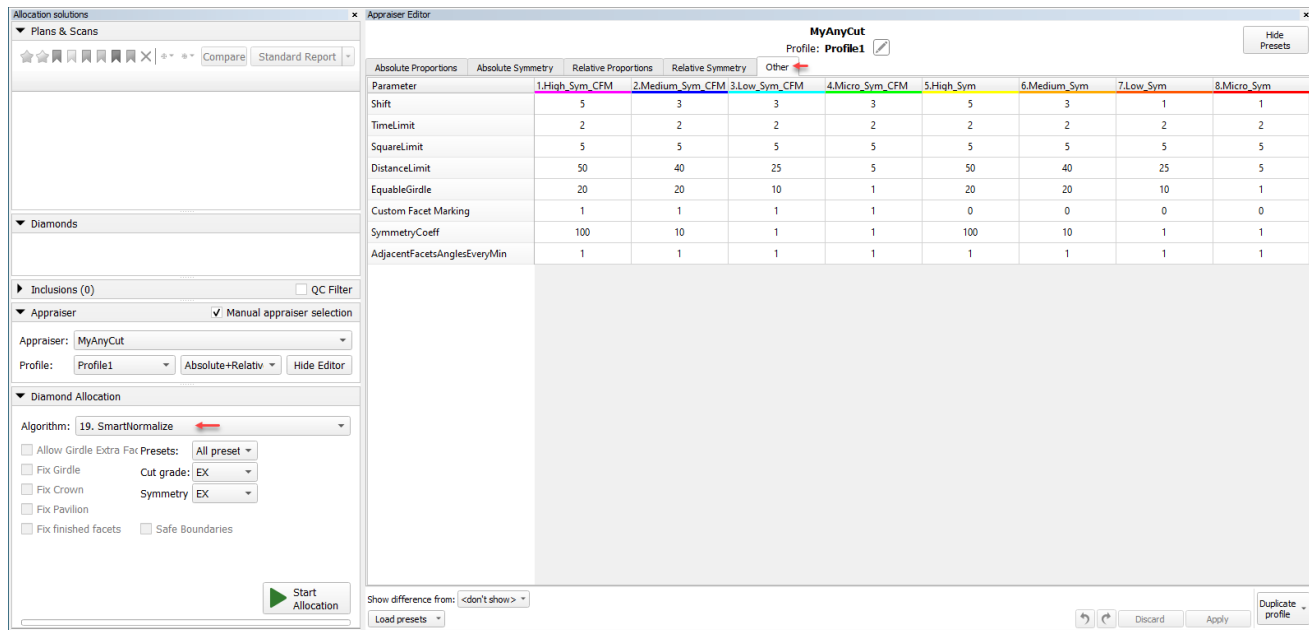 Allocation solutions
Plans & Scans
Compare Standard Report
Diamonds
Inclusions (0) QC Filter
Appraiser Manual appraiser selection
Appraiser: MyAnyCut
Profile: Profile1 Absolute+Relativ Hide Editor
Diamond Allocation
Algorithm: 19. SmartNormalize
Allow Girdle Extra Fac Presets: All preset
Fix Girdle Cut grade: EX
Fix Crown Symmetry EX
Fix Pavilion
Fix finished facets Safe Boundaries
Start Allocation
Appraiser Editor
MyAnyCut
Profile: Profile1
Hide Presets
Absolute Proportions Absolute Symmetry Relative Proportions Relative Symmetry Other
Parameter 1.High_Sym_CFM 2.Medium_Sym_CFM 3.Low_Sym_CFM 4.Micro_Sym_CFM 5.High_Sym 6.Medium_Sym 7.Low_Sym 8.Micro_Sym
Shift 5 3 3 3 5 3 1 1
TimeLimit 2 2 2 2 2 2 2 2
SquareLimit 5 5 5 5 5 5 5 5
DistanceLimit 50 40 25 5 50 40 25 5
EquableGirdle 20 20 10 1 20 20 10 1
Custom Facet Marking 1 1 1 1 0 0 0 0
SymmetryCoeff 100 10 1 1 100 10 1 1
AdjacentFacetsAnglesEveryMin 1 1 1 1 1 1 1 1
Show difference from: <don't show>
Load presets Discard Apply Duplicate profile